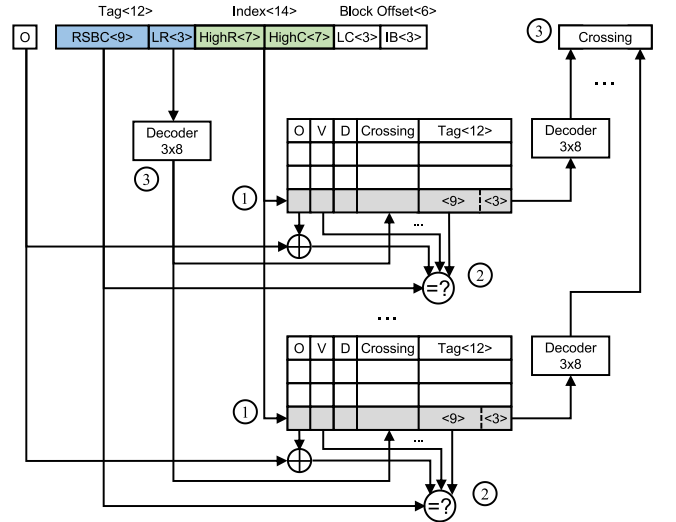 Tag<12> Index<14> Block Offset<6>
O RSBC<9> LR<3> HighR<7> HighC<7> LC<3> IB<3>
3 Crossing
...
Decoder
3x8
3
O V D Crossing Tag<12>
Decoder
3x8
1 <9> <3>
...
2
=?
...
O V D Crossing Tag<12>
Decoder
3x8
1 <9> <3>
...
2
=?